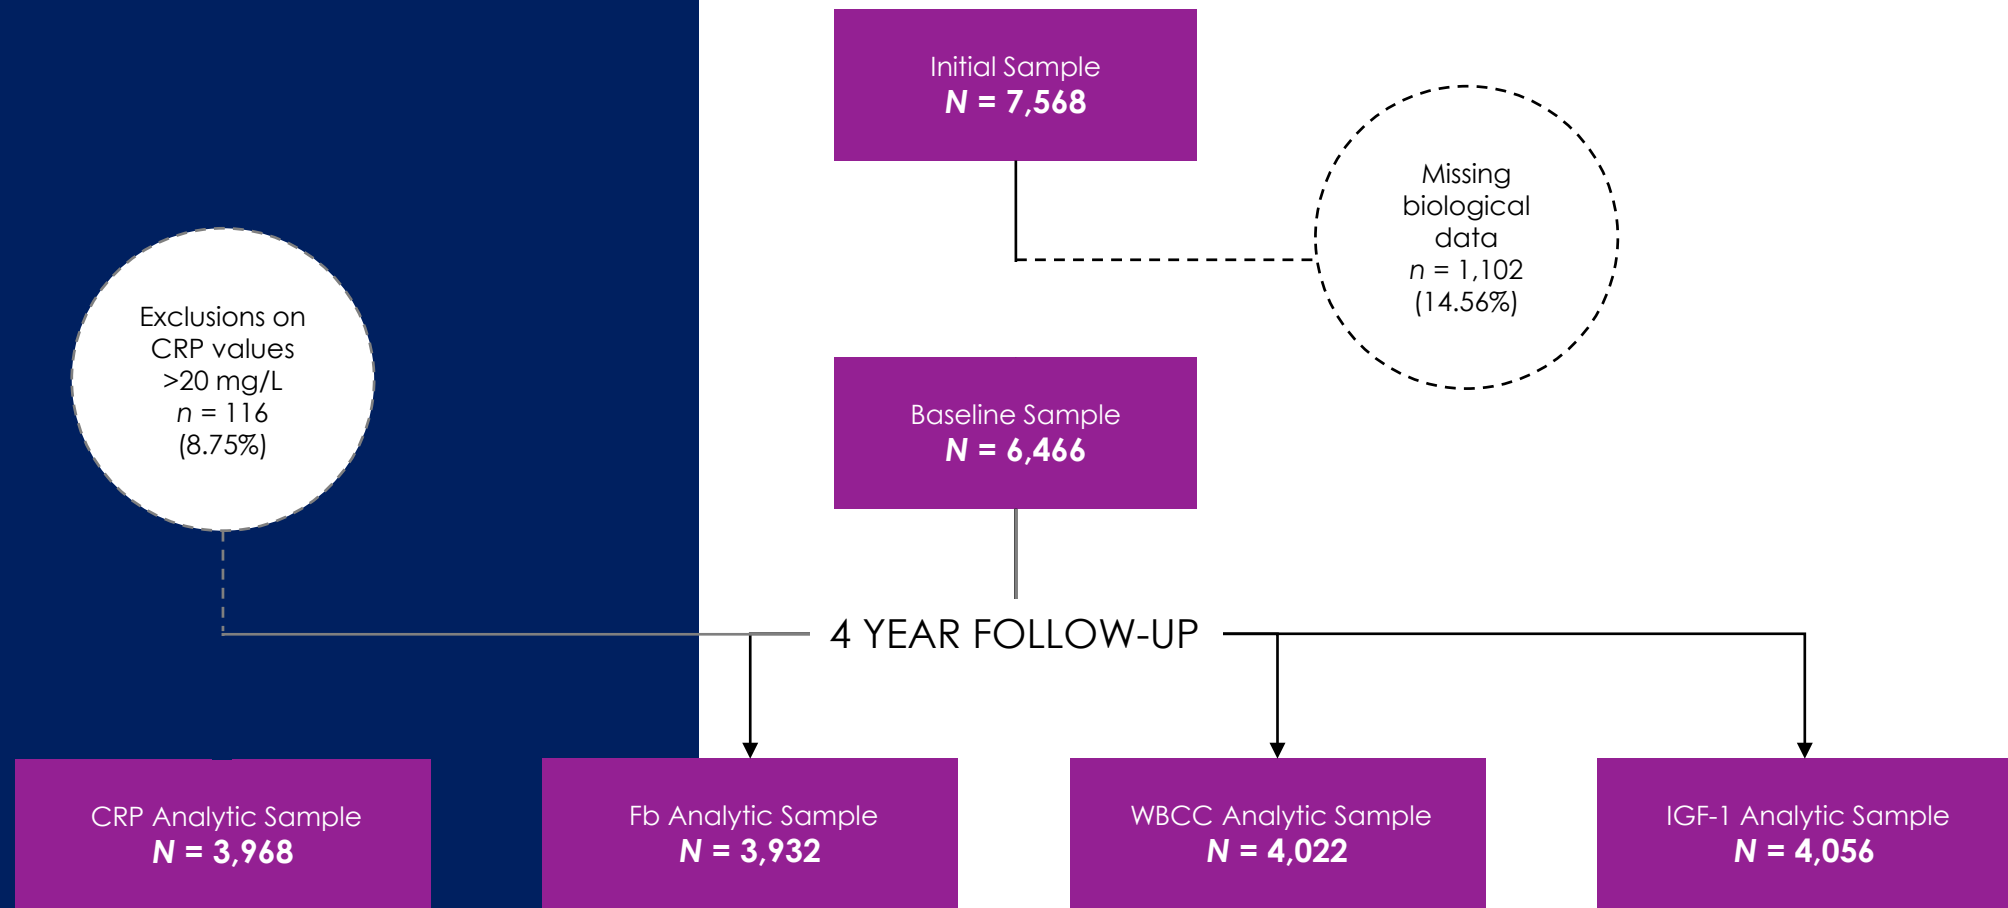 Initial Sample
N = 7,568
Missing
biological
data
n = 1,102
(14.56%)
Exclusions on
CRP values
>20 mg/L
n = 116
(8.75%)
Baseline Sample
N = 6,466
4 YEAR FOLLOW-UP
CRP Analytic Sample
N = 3,968
Fb Analytic Sample
N = 3,932
WBCC Analytic Sample
N = 4,022
IGF-1 Analytic Sample
N = 4,056